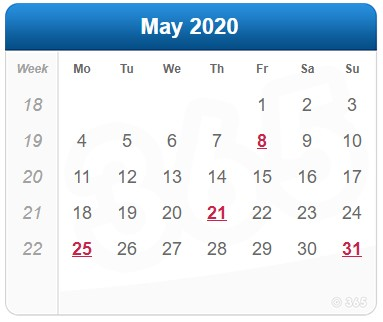 May 2020
Week Mo Tu We Th Fr Sa Su
18 1 2 3
19 4 5 6 7 8 9 10
20 11 12 13 14 15 16 17
21 18 19 20 21 22 23 24
22 25 26 27 28 29 30 31
© 365